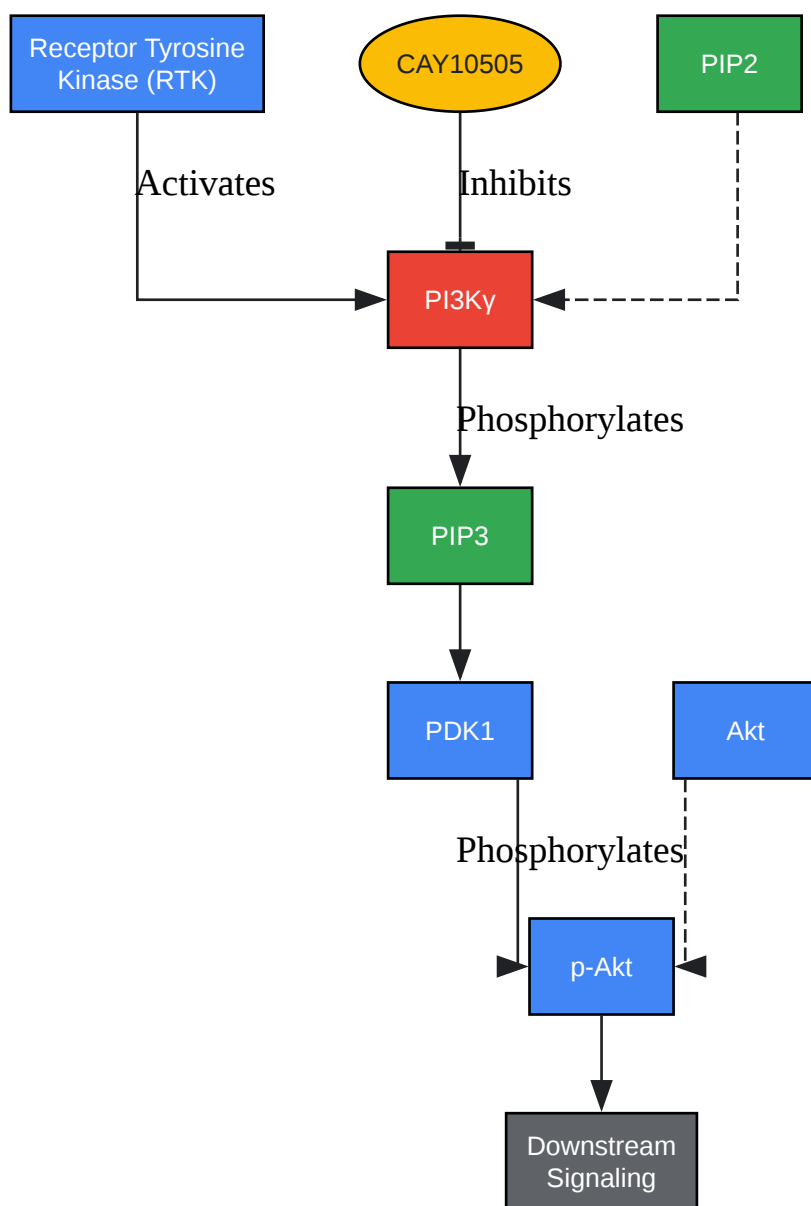 Receptor Tyrosine
Kinase (RTK)
CAY10505
PIP2
Activates
Inhibits
PI3Kγ
Phosphorylates
PIP3
PDK1
Akt
Phosphorylates
p-Akt
Downstream
Signaling